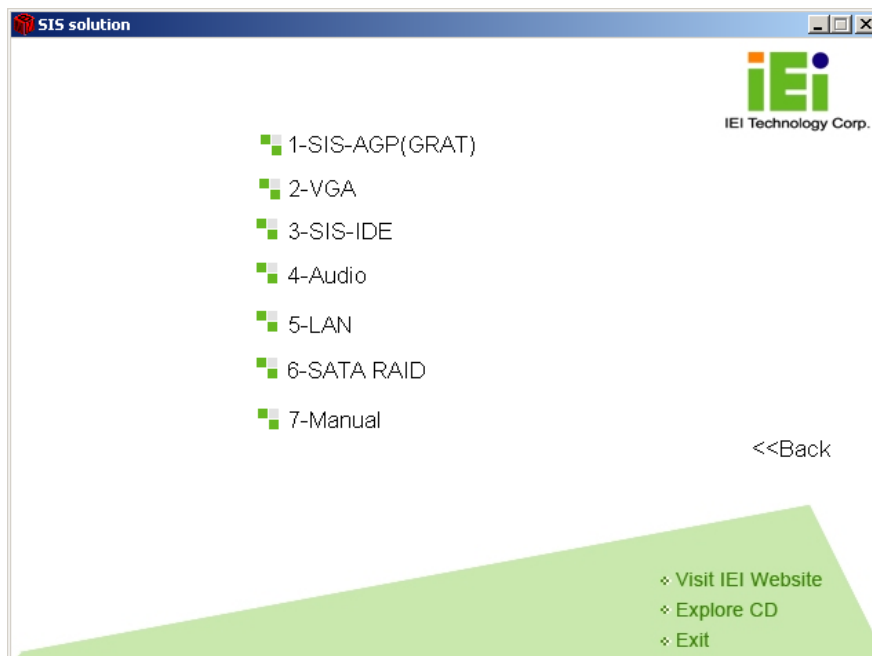 SIS solution
iEi
IEI Technology Corp.
1-SIS-AGP(GRAT)
2-VGA
3-SIS-IDE
4-Audio
5-LAN
6-SATA RAID
7-Manual
<<Back
Visit IEI Website
Explore CD
Exit